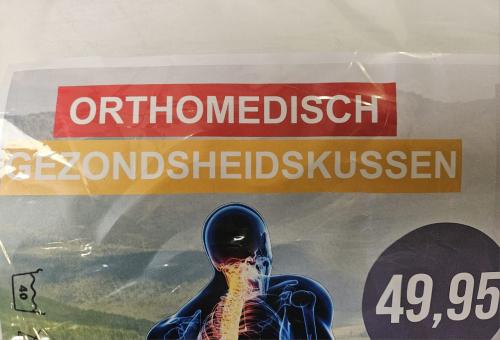 ORTHOMEDISCH
GEZONDSHEIDSKUSSEN
49,95
40